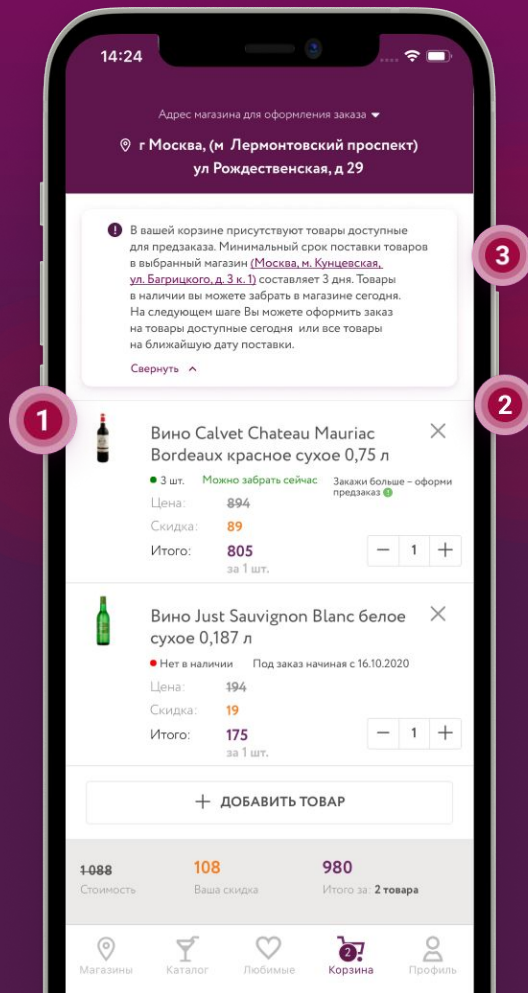 14:24
Адрес магазина для оформления заказа
г Москва, (м Лермонтовский проспект)
ул Рождественская, д 29
В вашей корзине присутствуют товары доступные
для предзаказа. Минимальный срок поставки товаров
в выбранный магазин (Москва, м. Кунцевская,
ул. Багрицкого, д. 3 к. 1) составляет 3 дня. Товары
в наличии вы можете забрать в магазине сегодня.
На следующем шаге Вы можете оформить заказ
на товары доступные сегодня или все товары
на ближайшую дату поставки.
Свернуть
3
1
2
Вино Calvet Chateau Mauriac
Bordeaux красное сухое 0,75 л
3 шт. Можно забрать сейчас Закажи больше – оформи
предзаказ
Цена: 894
Скидка: 89
Итого: 805
за 1 шт.
− 1 +
Вино Just Sauvignon Blanc белое
сухое 0,187 л
Нет в наличии Под заказ начиная с 16.10.2020
Цена: 194
Скидка: 19
Итого: 175
за 1 шт.
− 1 +
+ ДОБАВИТЬ ТОВАР
1 088 108 980
Стоимость Ваша скидка Итого за: 2 товара
2
Магазины Каталог Любимые Корзина Профиль